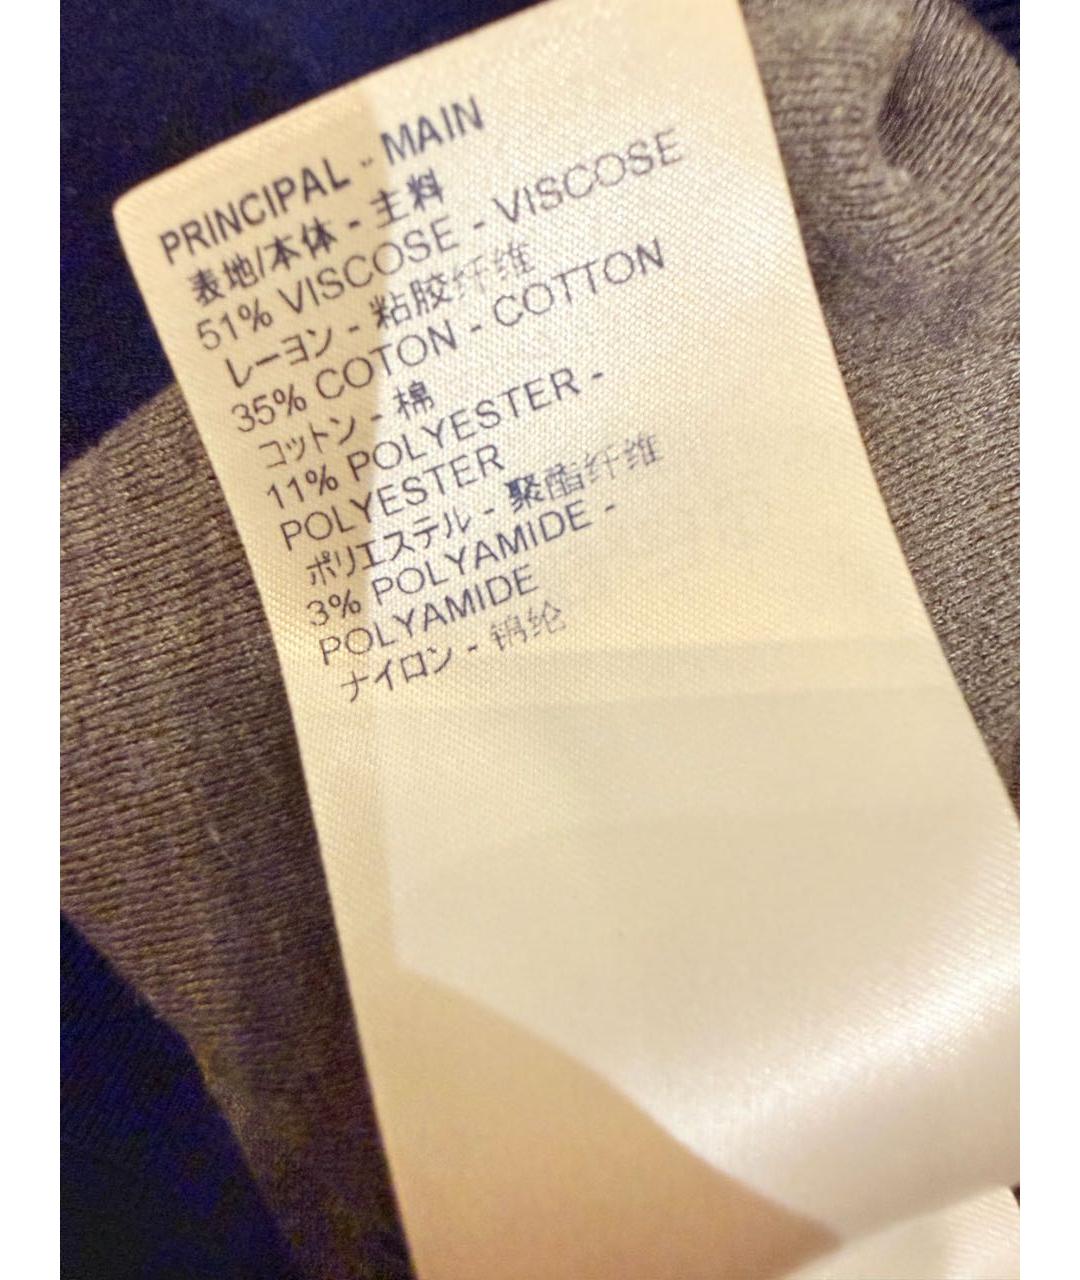 PRINCIPAL - MAIN
表地/本体 - 主料
51% VISCOSE - VISCOSE
レーヨン - 粘胶纤维
35% COTON - COTTON
コットン - 棉
11% POLYESTER -
POLYESTER
ポリエステル - 聚酯纤维
3% POLYAMIDE -
POLYAMIDE
ナイロン - 锦纶